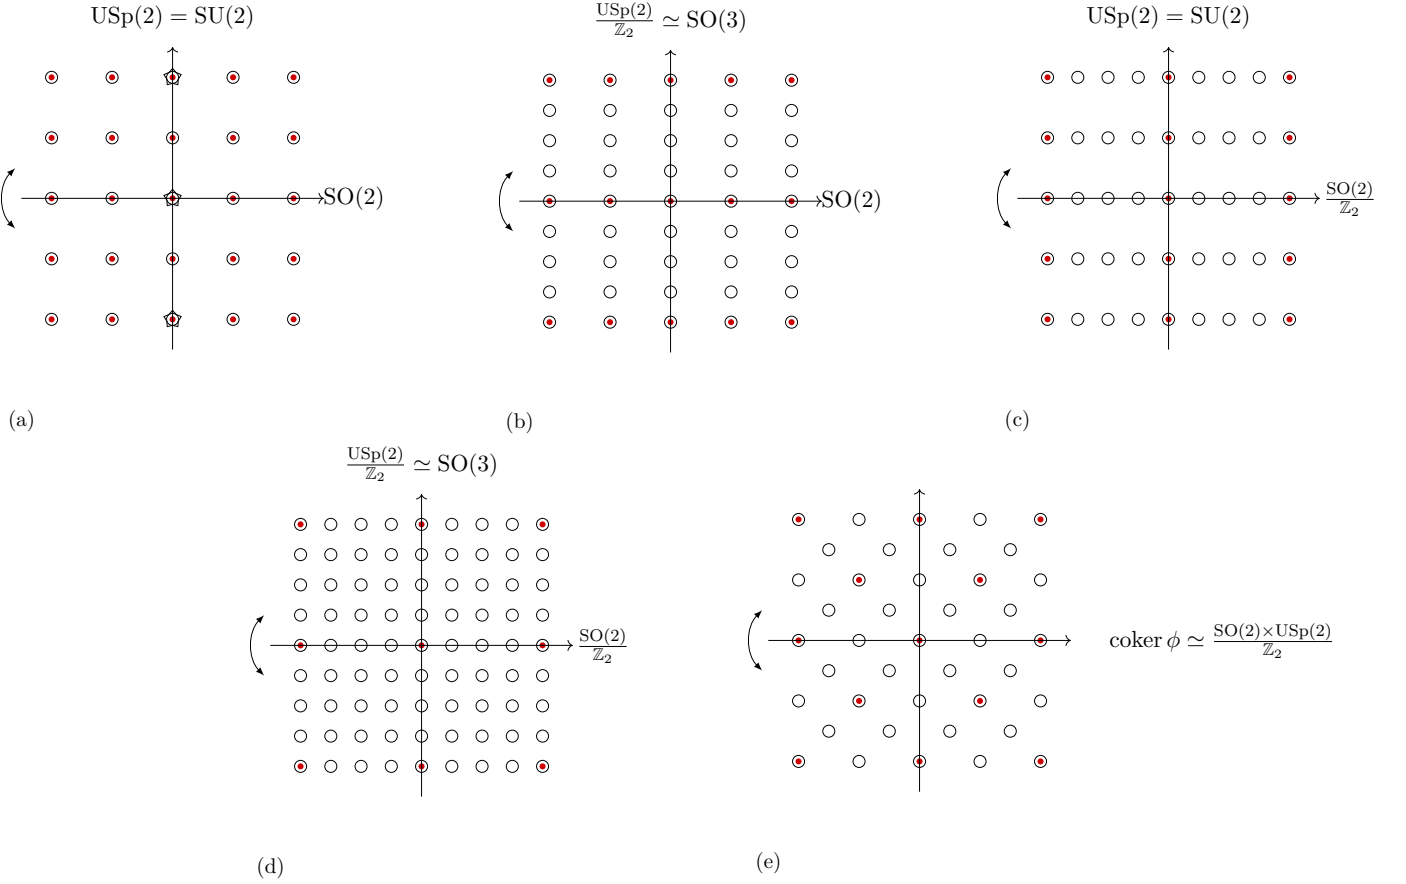 USp(2) = SU(2)
USp(2)/ℤ₂ ≃ SO(3)
USp(2) = SU(2)
SO(2)
SO(2)
SO(2)/ℤ₂
(a)
(b)
(c)
USp(2)/ℤ₂ ≃ SO(3)
SO(2)/ℤ₂
coker ϕ ≃ SO(2)×USp(2)/ℤ₂
(d)
(e)